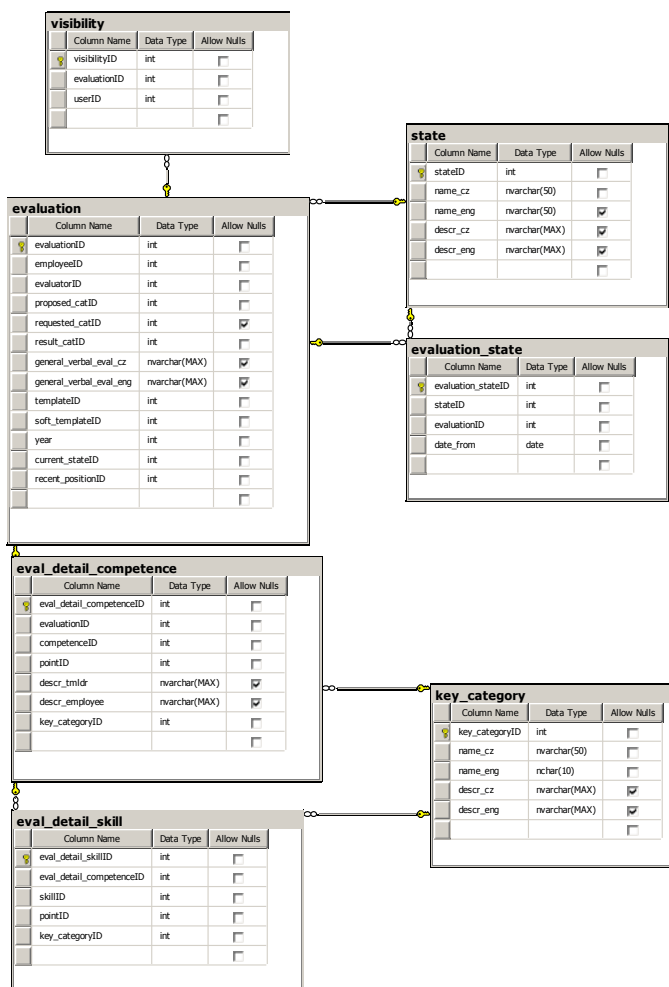 visibility
Column Name Data Type Allow Nulls
visibilityID int
evaluationID int
userID int
state
Column Name Data Type Allow Nulls
stateID int
name_cz nvarchar(50)
name_eng nvarchar(50)
descr_cz nvarchar(MAX)
descr_eng nvarchar(MAX)
evaluation
Column Name Data Type Allow Nulls
evaluationID int
employeeID int
evaluatorID int
proposed_catID int
requested_catID int
result_catID int
general_verbal_eval_cz nvarchar(MAX)
general_verbal_eval_eng nvarchar(MAX)
templateID int
soft_templateID int
year int
current_stateID int
recent_positionID int
evaluation_state
Column Name Data Type Allow Nulls
evaluation_stateID int
stateID int
evaluationID int
date_from date
eval_detail_competence
Column Name Data Type Allow Nulls
eval_detail_competenceID int
evaluationID int
competenceID int
pointID int
descr_tmldr nvarchar(MAX)
descr_employee nvarchar(MAX)
key_categoryID int
key_category
Column Name Data Type Allow Nulls
key_categoryID int
name_cz nvarchar(50)
name_eng nchar(10)
descr_cz nvarchar(MAX)
descr_eng nvarchar(MAX)
eval_detail_skill
Column Name Data Type Allow Nulls
eval_detail_skillID int
eval_detail_competenceID int
skillID int
pointID int
key_categoryID int